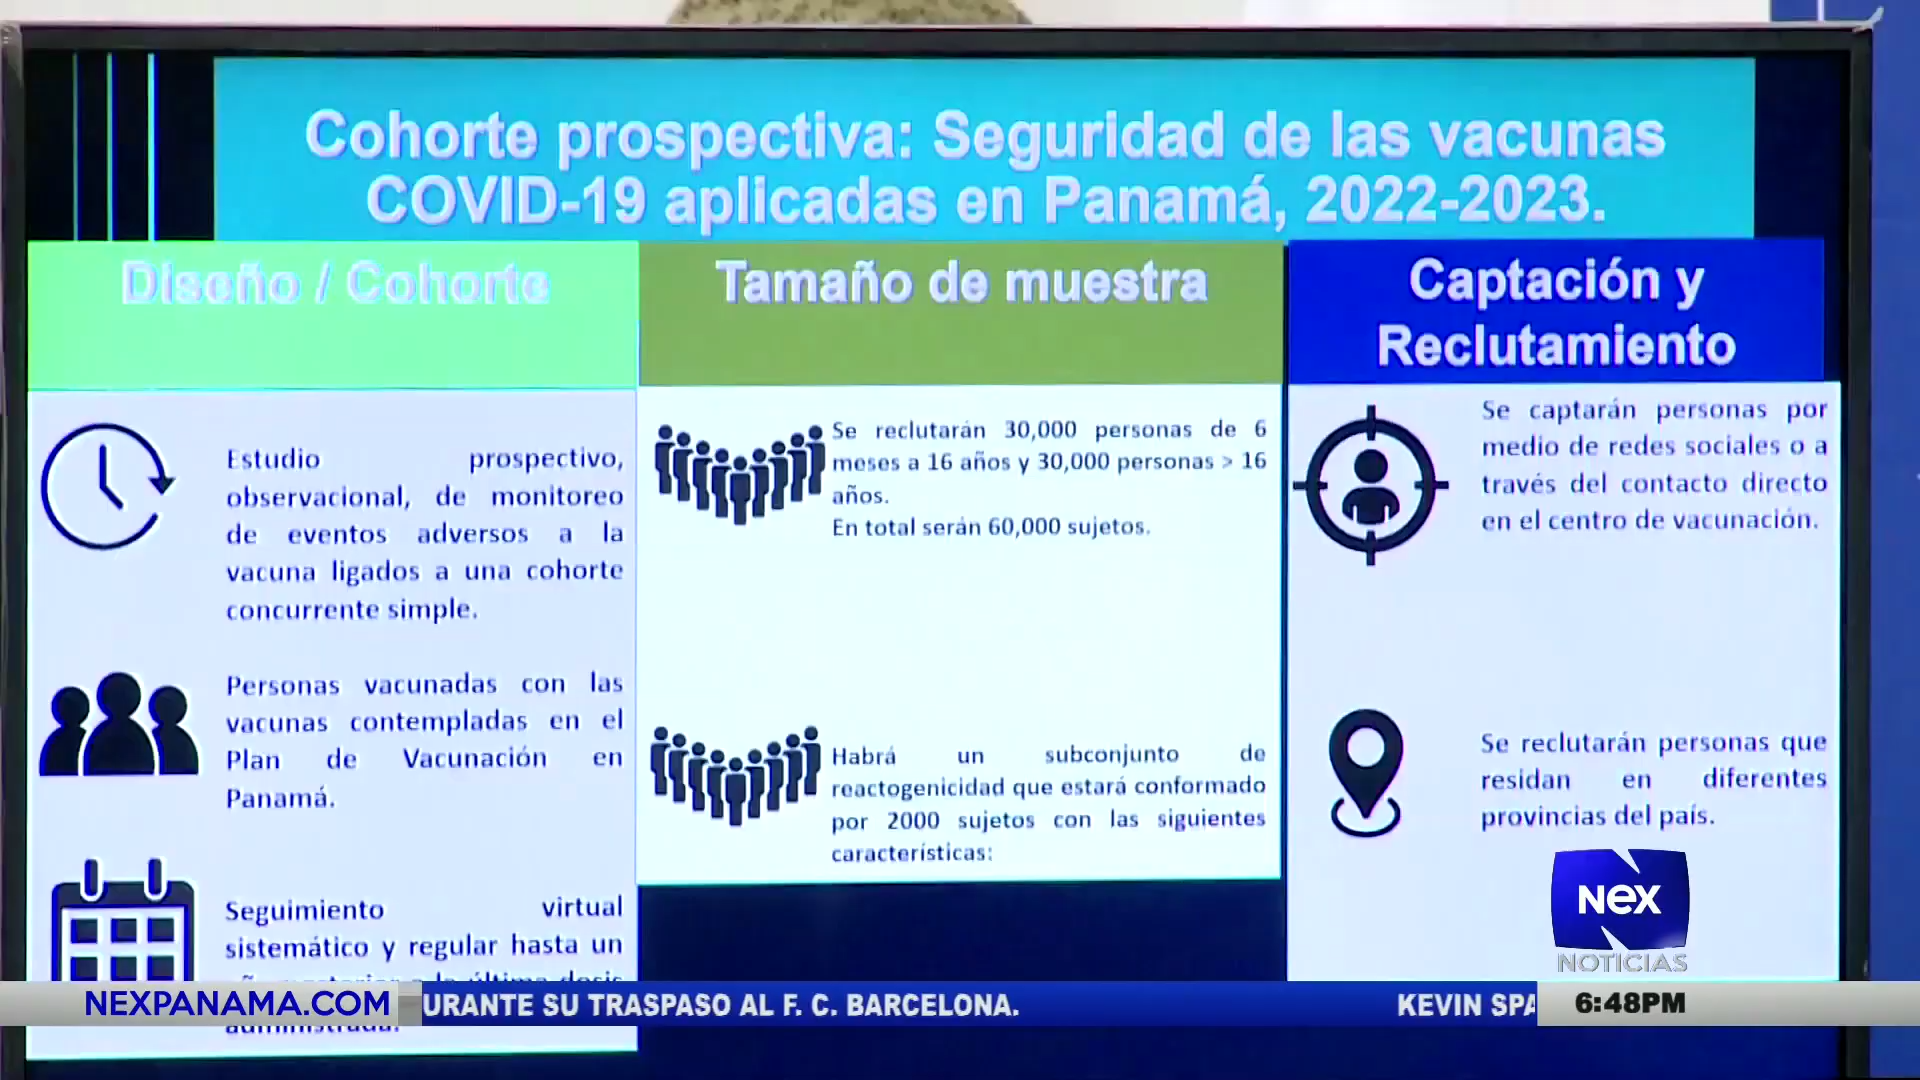 Cohorte prospectiva: Seguridad de las vacunas
COVID-19 aplicadas en Panamá, 2022-2023.
Diseño / Cohorte
Estudio prospectivo,
observacional, de monitoreo
de eventos adversos a la
vacuna ligados a una cohorte
concurrente simple.
Personas vacunadas con las
vacunas contempladas en el
Plan de Vacunación en
Panamá.
Seguimiento virtual
sistemático y regular hasta un
Tamaño de muestra
Se reclutarán 30,000 personas de 6
meses a 16 años y 30,000 personas > 16
años.
En total serán 60,000 sujetos.
Habrá un subconjunto de
reactogenicidad que estará conformado
por 2000 sujetos con las siguientes
características:
Captación y
Reclutamiento
Se captarán personas por
medio de redes sociales o a
través del contacto directo
en el centro de vacunación.
Se reclutarán personas que
residan en diferentes
provincias del país.
Nex
NOTICIAS
NEXPANAMA.COM
URANTE SU TRASPASO AL F. C. BARCELONA.
KEVIN SPA
6:48PM